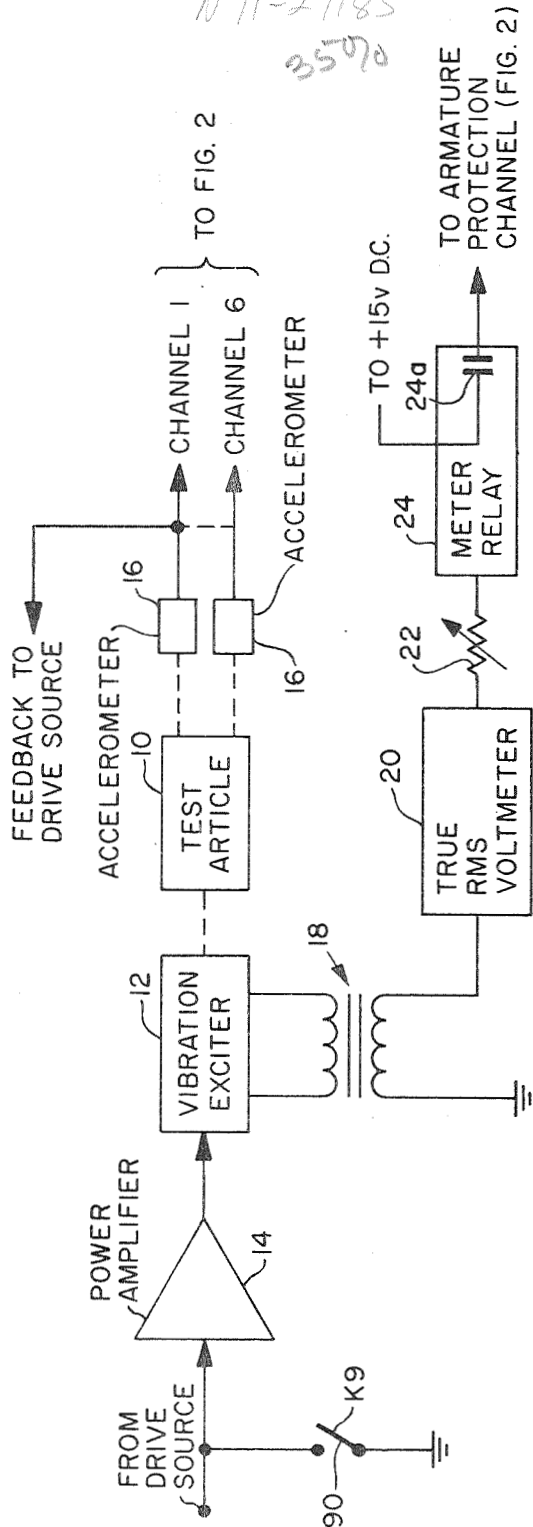 35%
FEEDBACK TO
DRIVE SOURCE
ACCELEROMETER
16
CHANNEL 1
CHANNEL 6
TO FIG. 2
16
ACCELEROMETER
FROM
DRIVE
SOURCE
POWER
AMPLIFIER
14
12
VIBRATION
EXCITER
10
TEST
ARTICLE
90
K9
18
20
TRUE
RMS
VOLTMETER
22
24
METER
RELAY
24a
TO +15v D.C.
TO ARMATURE
PROTECTION
CHANNEL (FIG. 2)